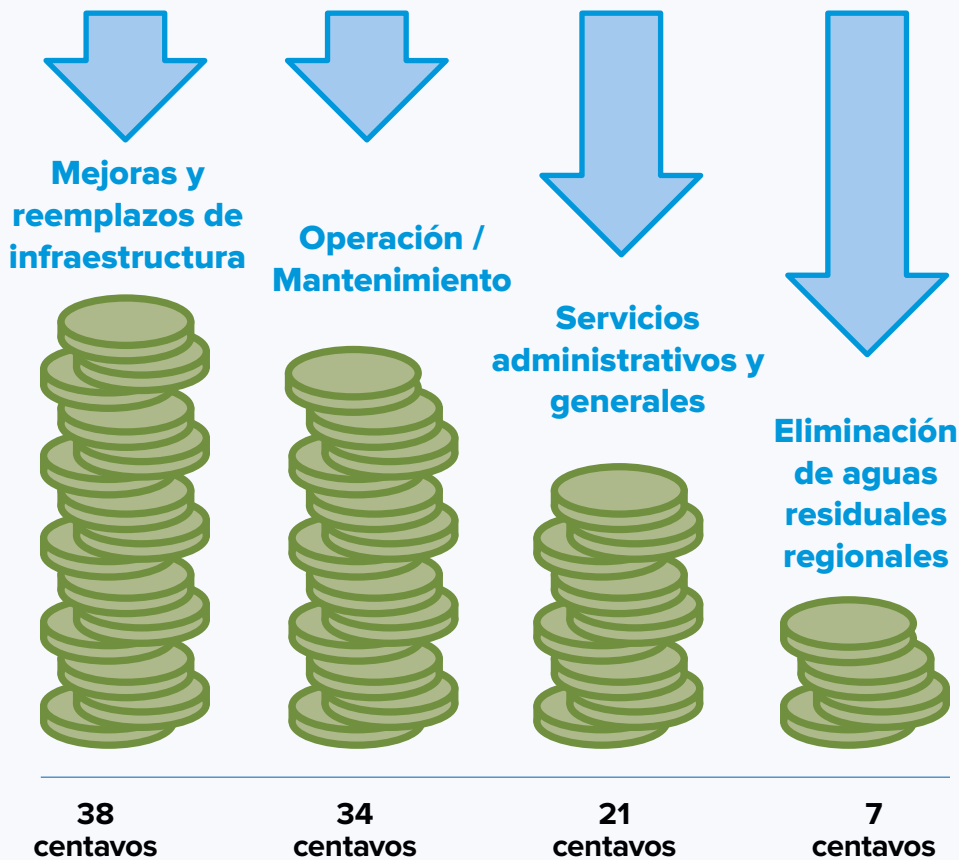 Mejoras y
reemplazos de
infraestructura
Operación /
Mantenimiento
Servicios
administrativos y
generales
Eliminación
de aguas
residuales
regionales
38
centavos
34
centavos
21
centavos
7
centavos